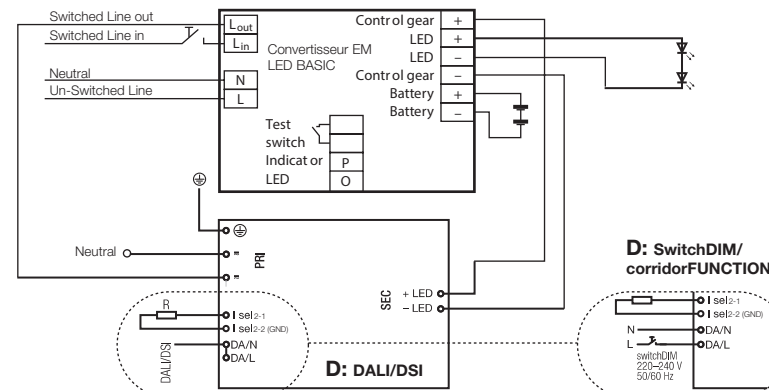 Switched Line out
Switched Line in
Neutral
Un-Switched Line
Lout
Lin
N
L
Convertisseur EM
LED BASIC
Control gear +
LED +
LED –
Control gear –
Battery +
Battery –
Test
switch
Indicator P
LED O
Neutral
PRI
SEC
+ LED
– LED
R
I sel2-1
I sel2-2 (GND)
DA/N
DA/L
DALI/DSI
D: DALI/DSI
D: SwitchDIM/
corridorFUNCTION
I sel2-1
I sel2-2 (GND)
N DA/N
L DA/L
switchDIM
220–240 V
50/60 Hz